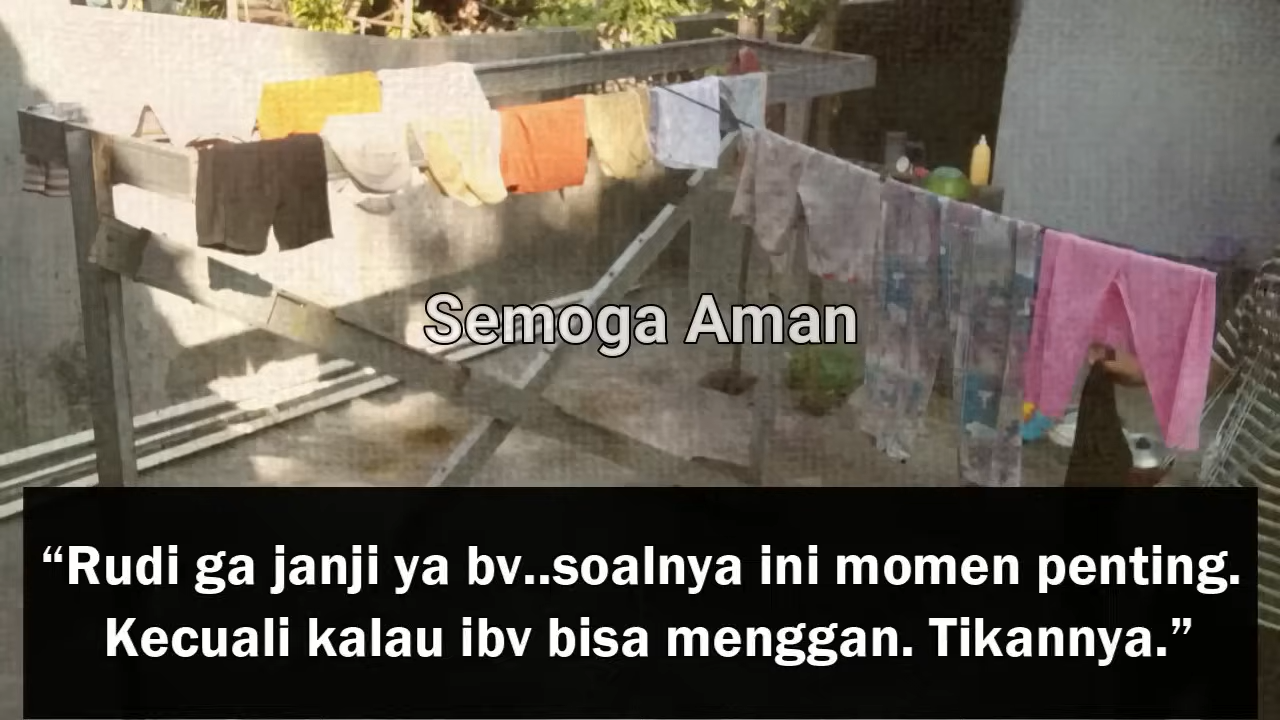 Semoga Aman
“Rudi ga janji ya bv..soalnya ini momen penting.
Kecuali kalau ibv bisa menggan. Tikannya.”